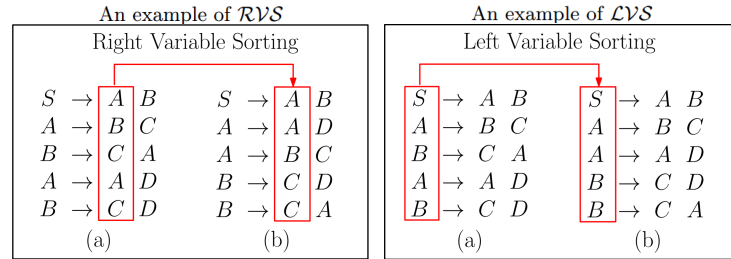 An example of RVS
Right Variable Sorting
S → A B S → A B
A → B C A → A D
B → C A A → B C
A → A D B → C D
B → C D B → C A
(a) (b)
An example of LVS
Left Variable Sorting
S → A B S → A B
A → B C A → B C
B → C A A → A D
A → A D B → C D
B → C D B → C A
(a) (b)